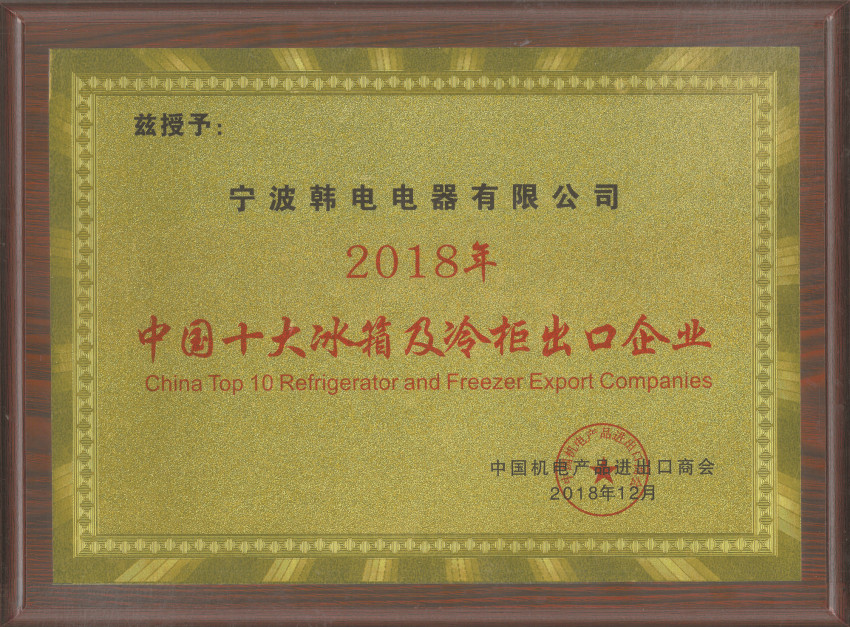 兹授予：
宁波韩电电器有限公司
2018年
中国十大冰箱及冷柜出口企业
China Top 10 Refrigerator and Freezer Export Companies
中国机电产品进出口商会
2018年12月